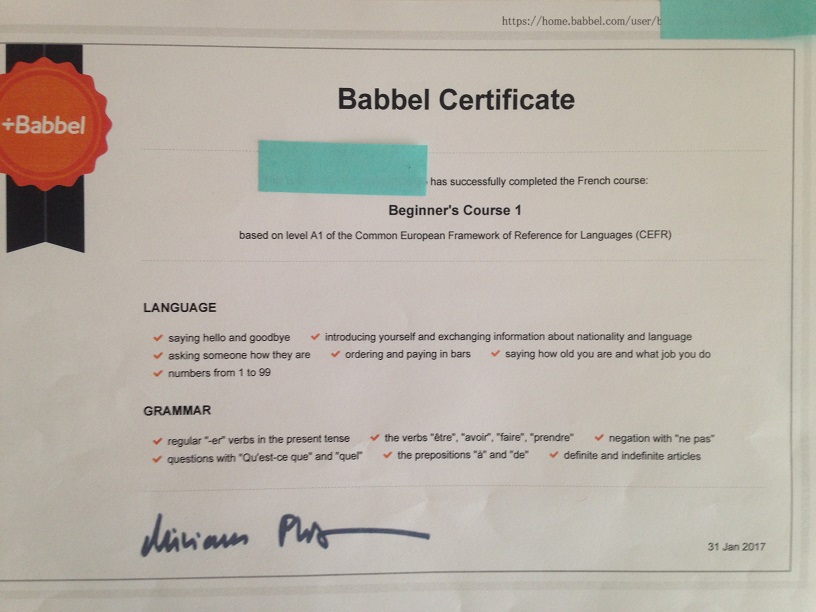 https://home.babbel.com/user/b
+Babbel
Babbel Certificate
has successfully completed the French course:
Beginner's Course 1
based on level A1 of the Common European Framework of Reference for Languages (CEFR)
LANGUAGE
saying hello and goodbye introducing yourself and exchanging information about nationality and language
asking someone how they are ordering and paying in bars saying how old you are and what job you do
numbers from 1 to 99
GRAMMAR
regular "-er" verbs in the present tense the verbs "être", "avoir", "faire", "prendre" negation with "ne pas"
questions with "Qu'est-ce que" and "quel" the prepositions "à" and "de" definite and indefinite articles
31 Jan 2017